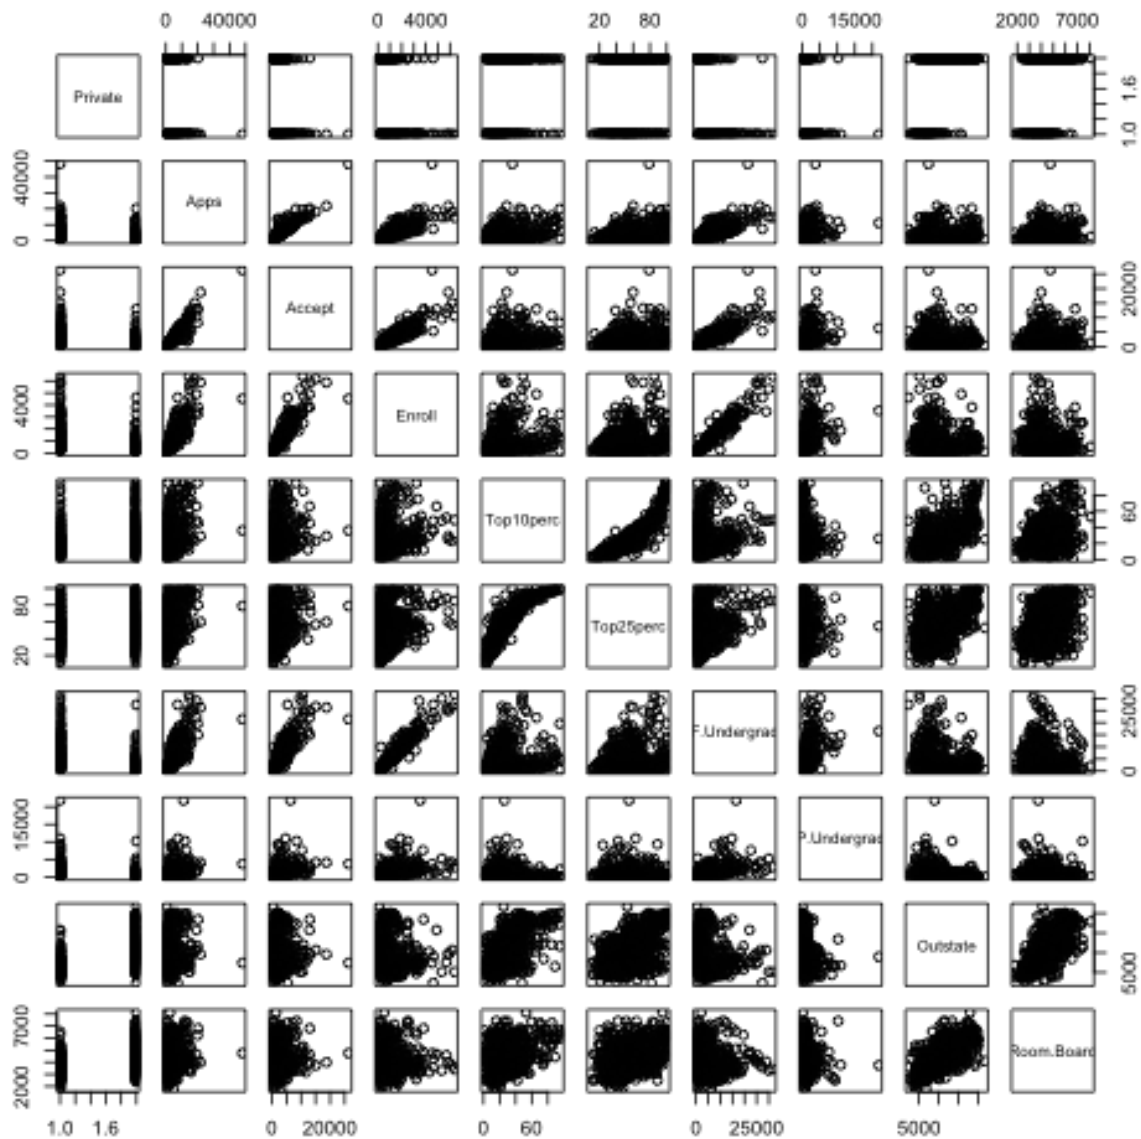 0 40000 0 4000 20 80 0 15000 2000 7000
Private
1.0 1.6
0 40000
Apps
Accept
0 20000
0 4000
Enroll
Top10perc
0 60
20 80
Top25perc
F.Undergrad
0 25000
0 15000
P.Undergrad
Outstate
5000
2000 7000
Room.Board
1.0 1.6 0 20000 0 60 0 25000 5000